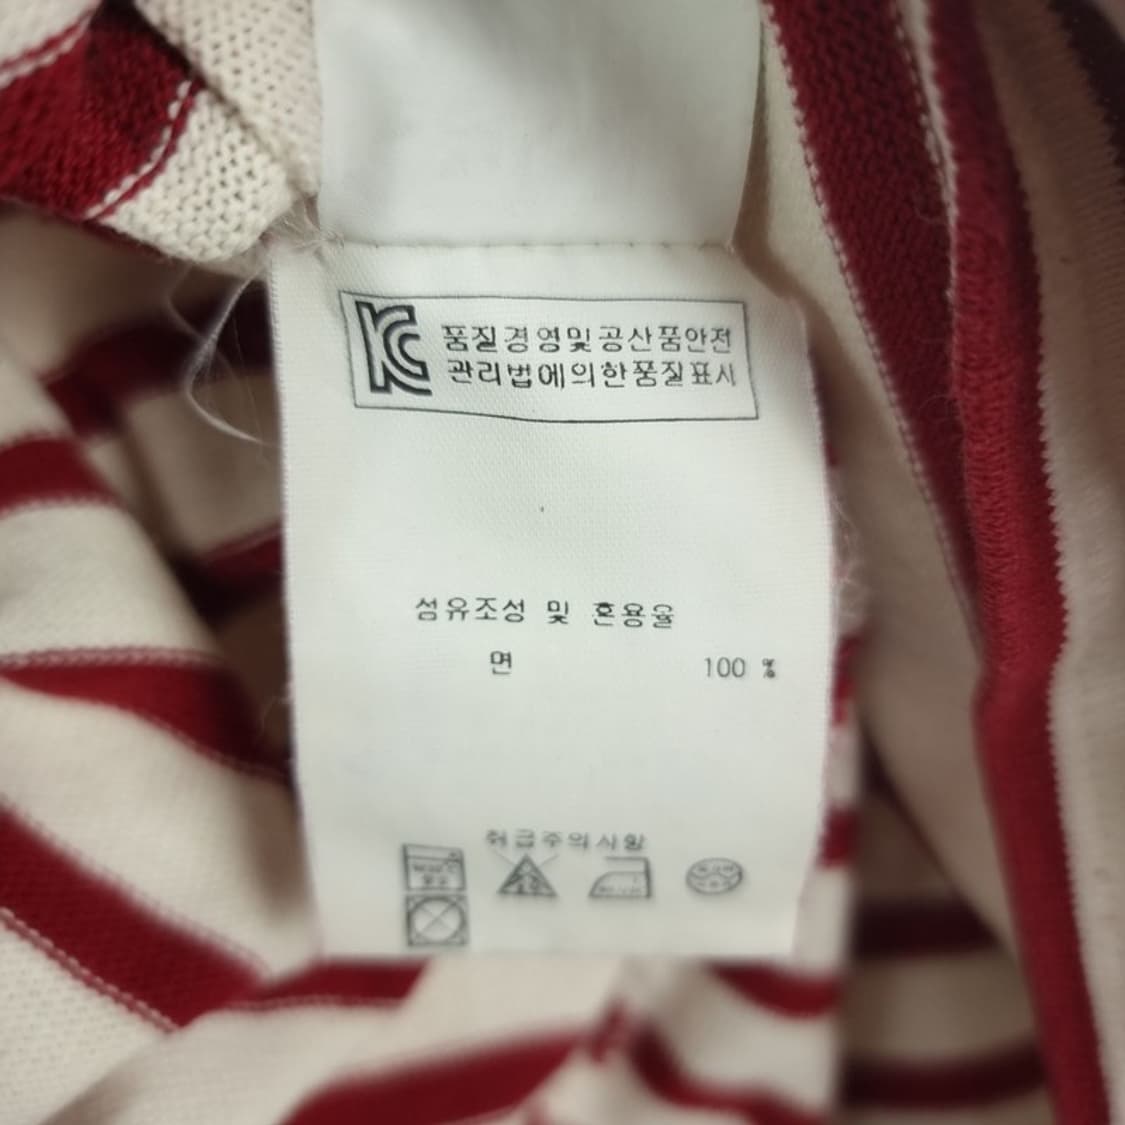 KC 품질경영및공산품안전
관리법에의한품질표시
섬유조성 및 혼용율
면 100 %
취급주의사항